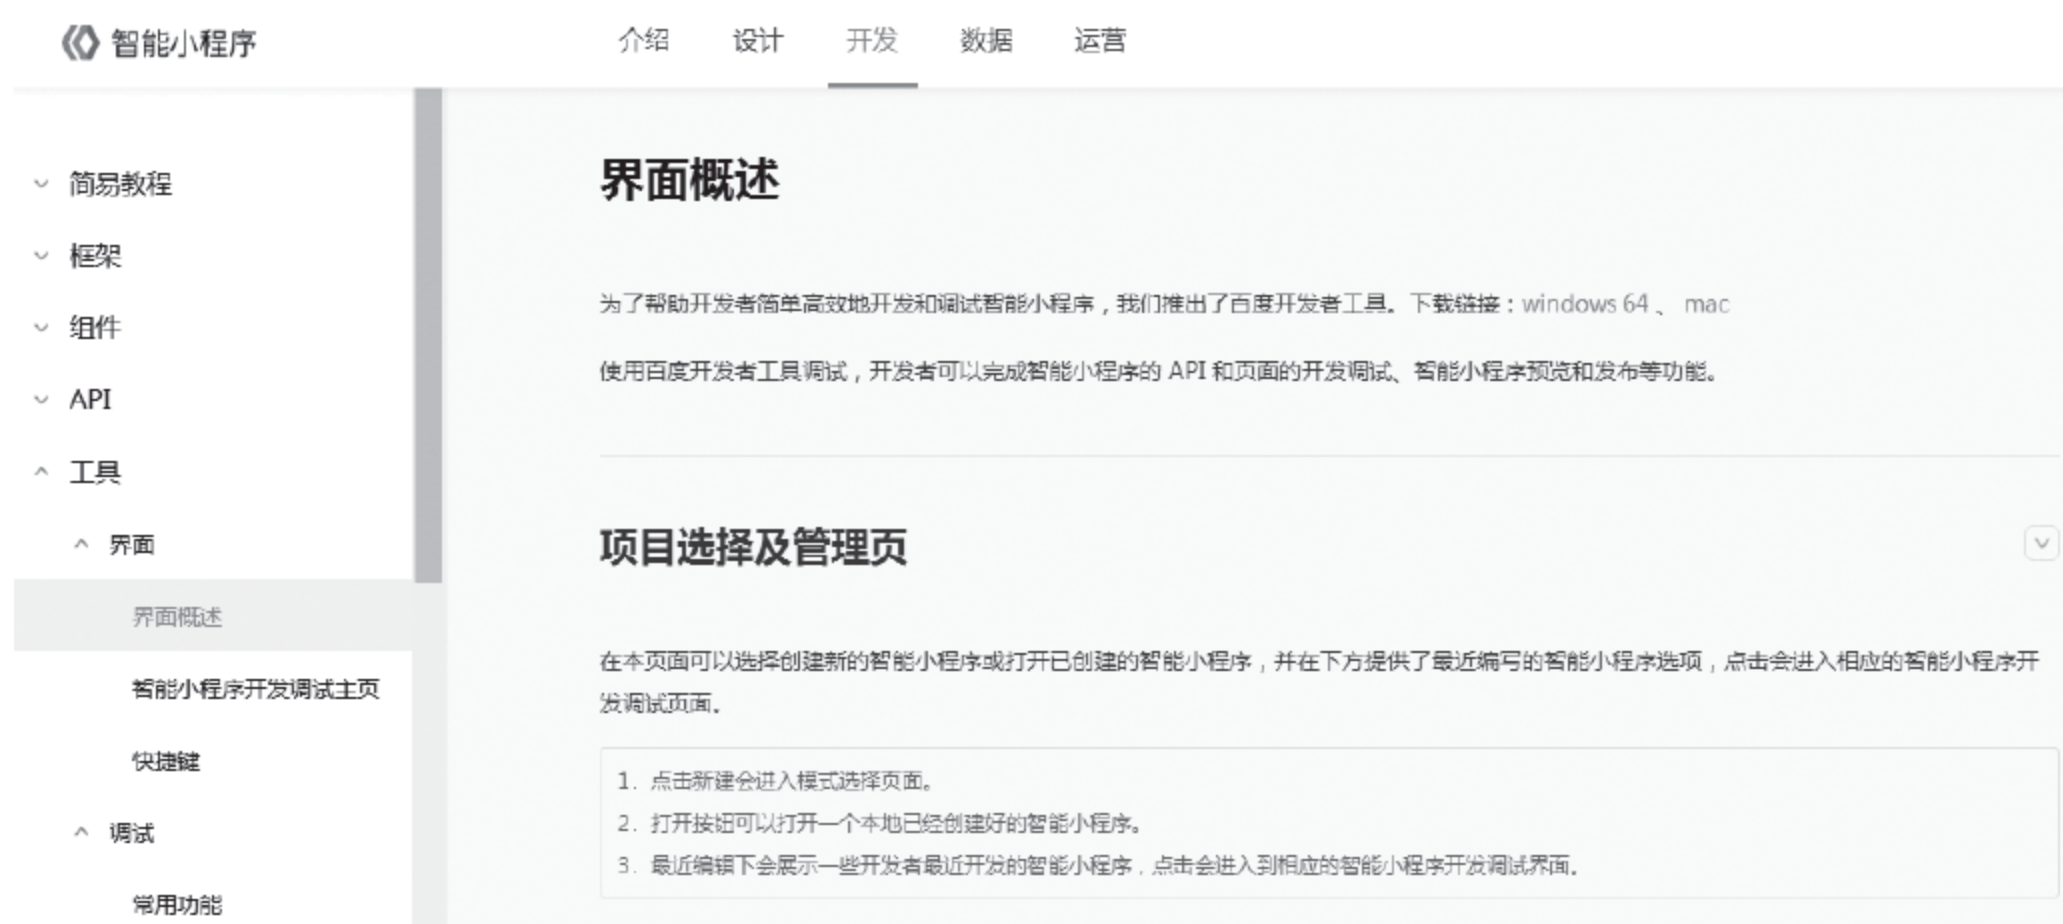 智能小程序
介绍 设计 开发 数据 运营
简易教程
框架
组件
API
工具
界面
界面概述
智能小程序开发调试主页
快捷键
调试
常用功能
界面概述
为了帮助开发者简单高效地开发和调试智能小程序，我们推出了百度开发者工具。下载链接：windows 64 、 mac
使用百度开发者工具调试，开发者可以完成智能小程序的 API 和页面的开发调试、智能小程序预览和发布等功能。
项目选择及管理页
在本页面可以选择创建新的智能小程序或打开已创建的智能小程序，并在下方提供了最近编写的智能小程序选项，点击会进入相应的智能小程序开
发调试页面。
1. 点击新建会进入模式选择页面。
2. 打开按钮可以打开一个本地已经创建好的智能小程序。
3. 最近编辑下会展示一些开发者最近开发的智能小程序，点击会进入到相应的智能小程序开发调试界面。